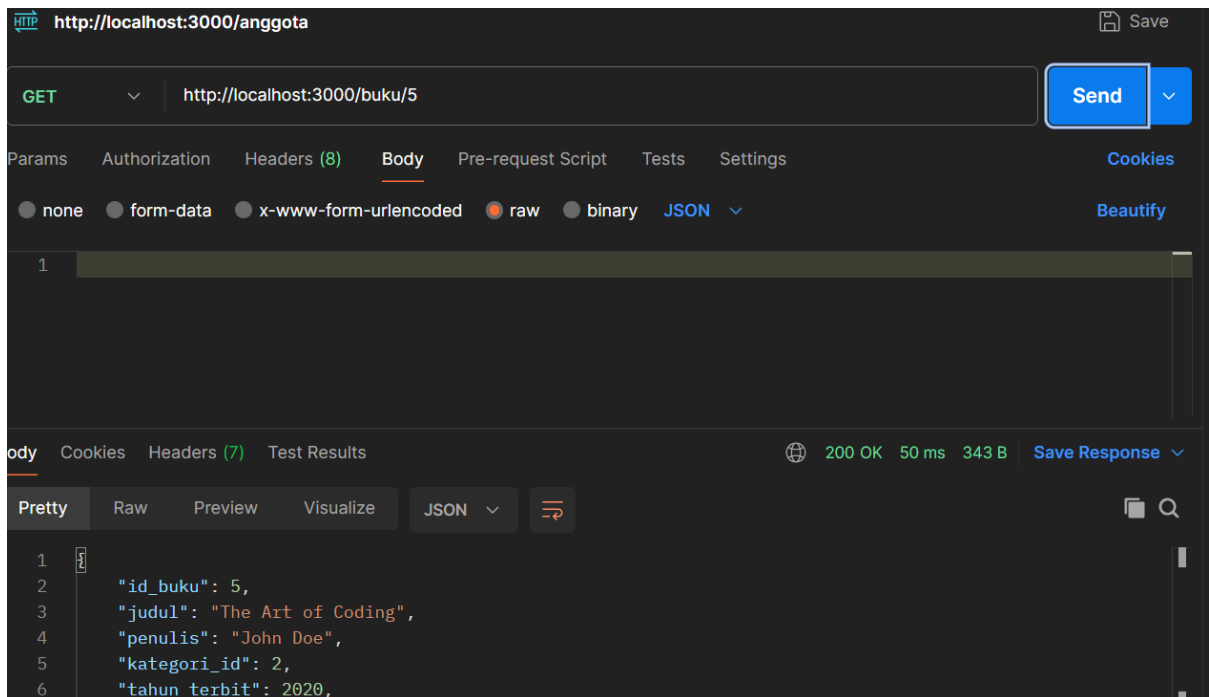 HTTP http://localhost:3000/anggota Save
GET http://localhost:3000/buku/5 Send
Params Authorization Headers (8) Body Pre-request Script Tests Settings Cookies
none form-data x-www-form-urlencoded raw binary JSON Beautify
1
ody Cookies Headers (7) Test Results 200 OK 50 ms 343 B Save Response
Pretty Raw Preview Visualize JSON
1 {
2 "id_buku": 5,
3 "judul": "The Art of Coding",
4 "penulis": "John Doe",
5 "kategori_id": 2,
6 "tahun_terbit": 2020,